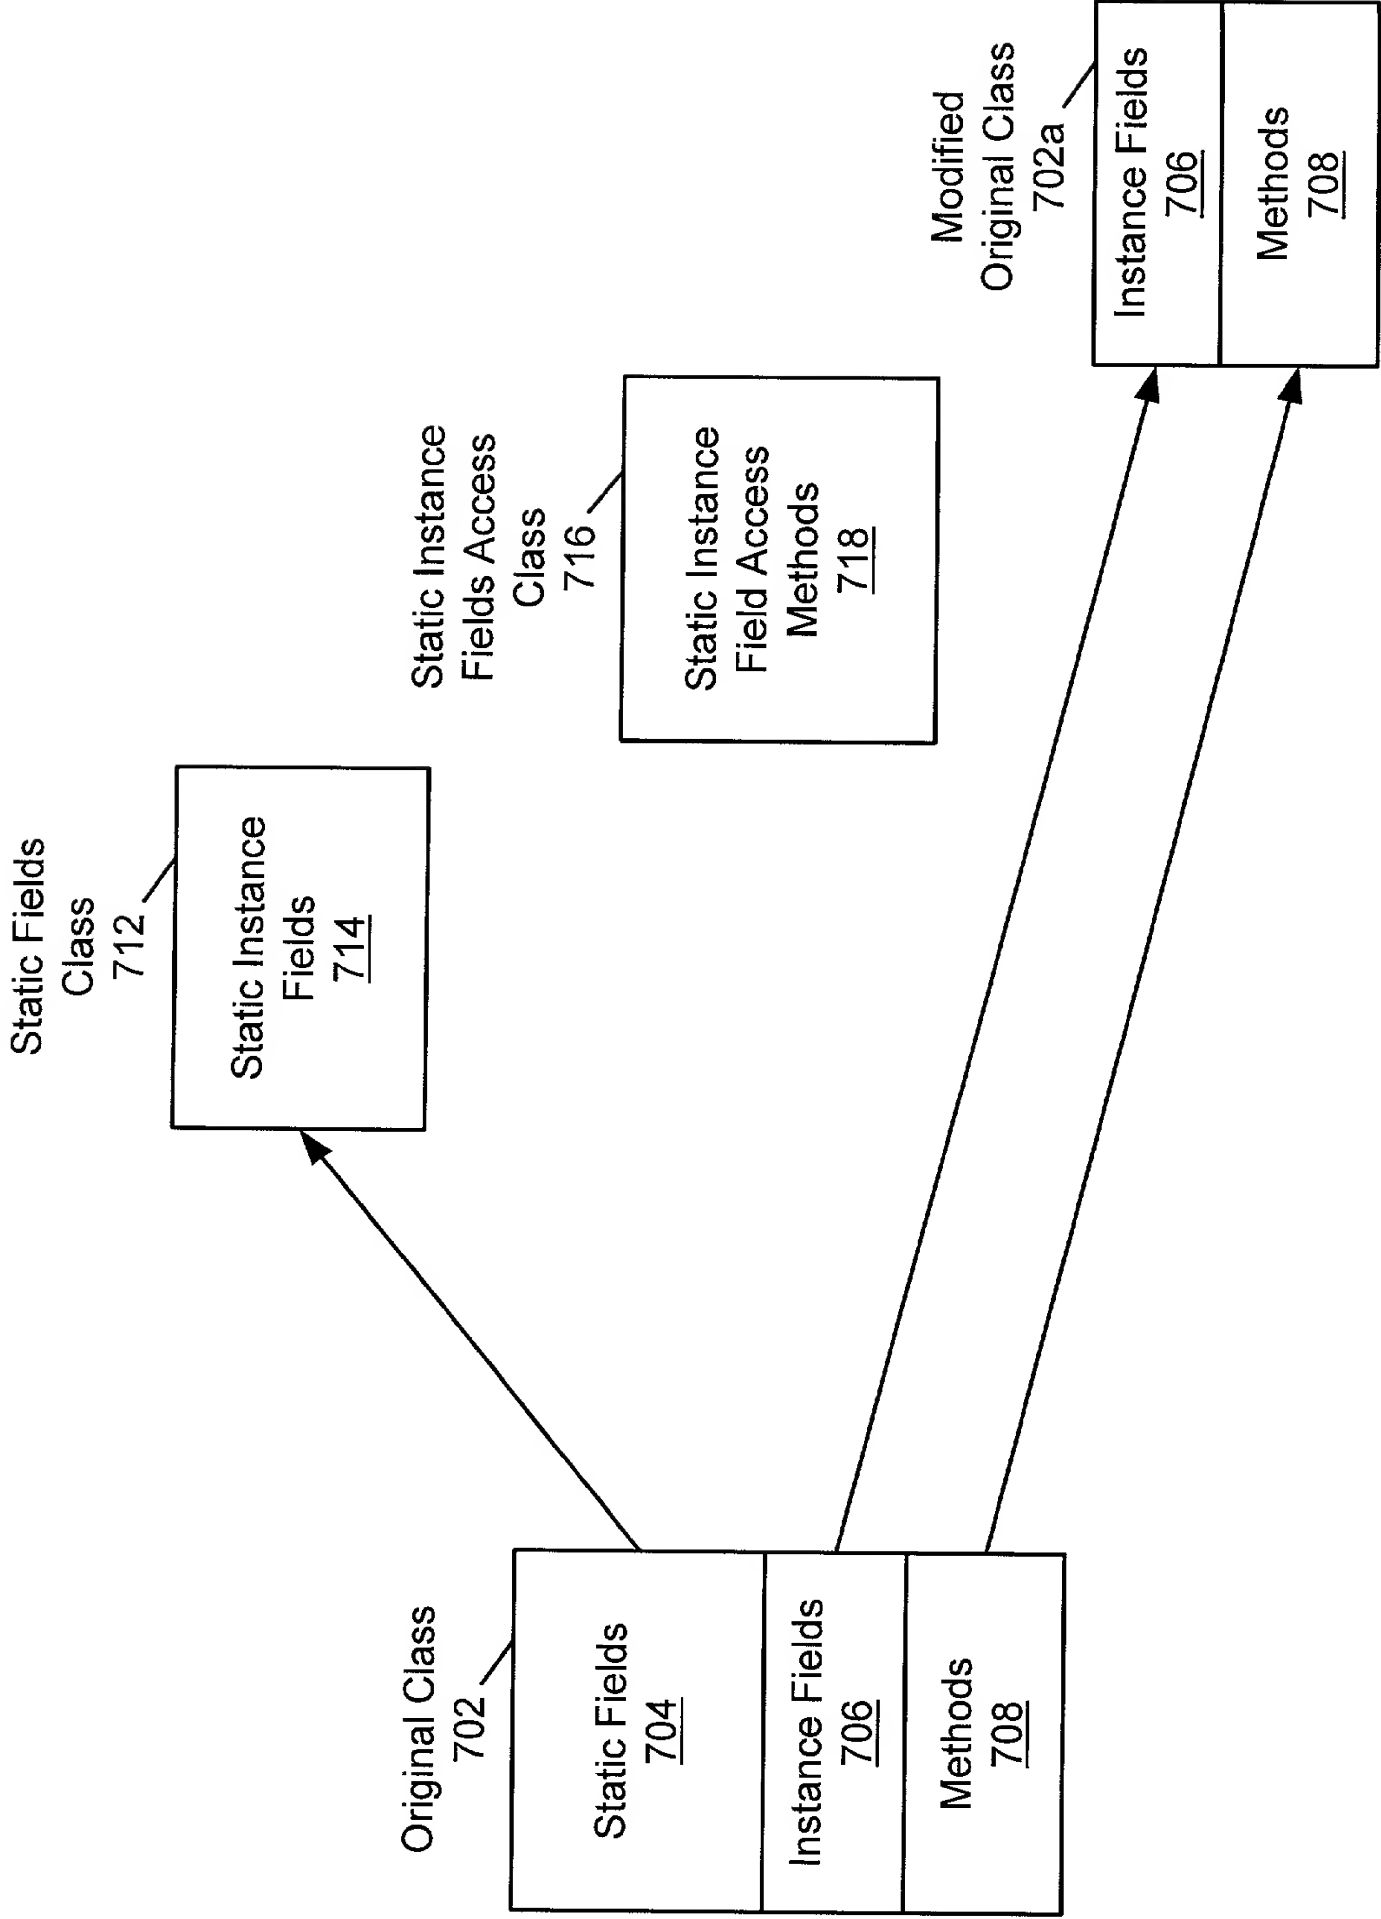 Original Class
702
Static Fields
704
Instance Fields
706
Methods
708
Static Fields
Class
712
Static Instance
Fields
714
Static Instance
Fields Access
Class
716
Static Instance
Field Access
Methods
718
Modified
Original Class
702a
Instance Fields
706
Methods
708